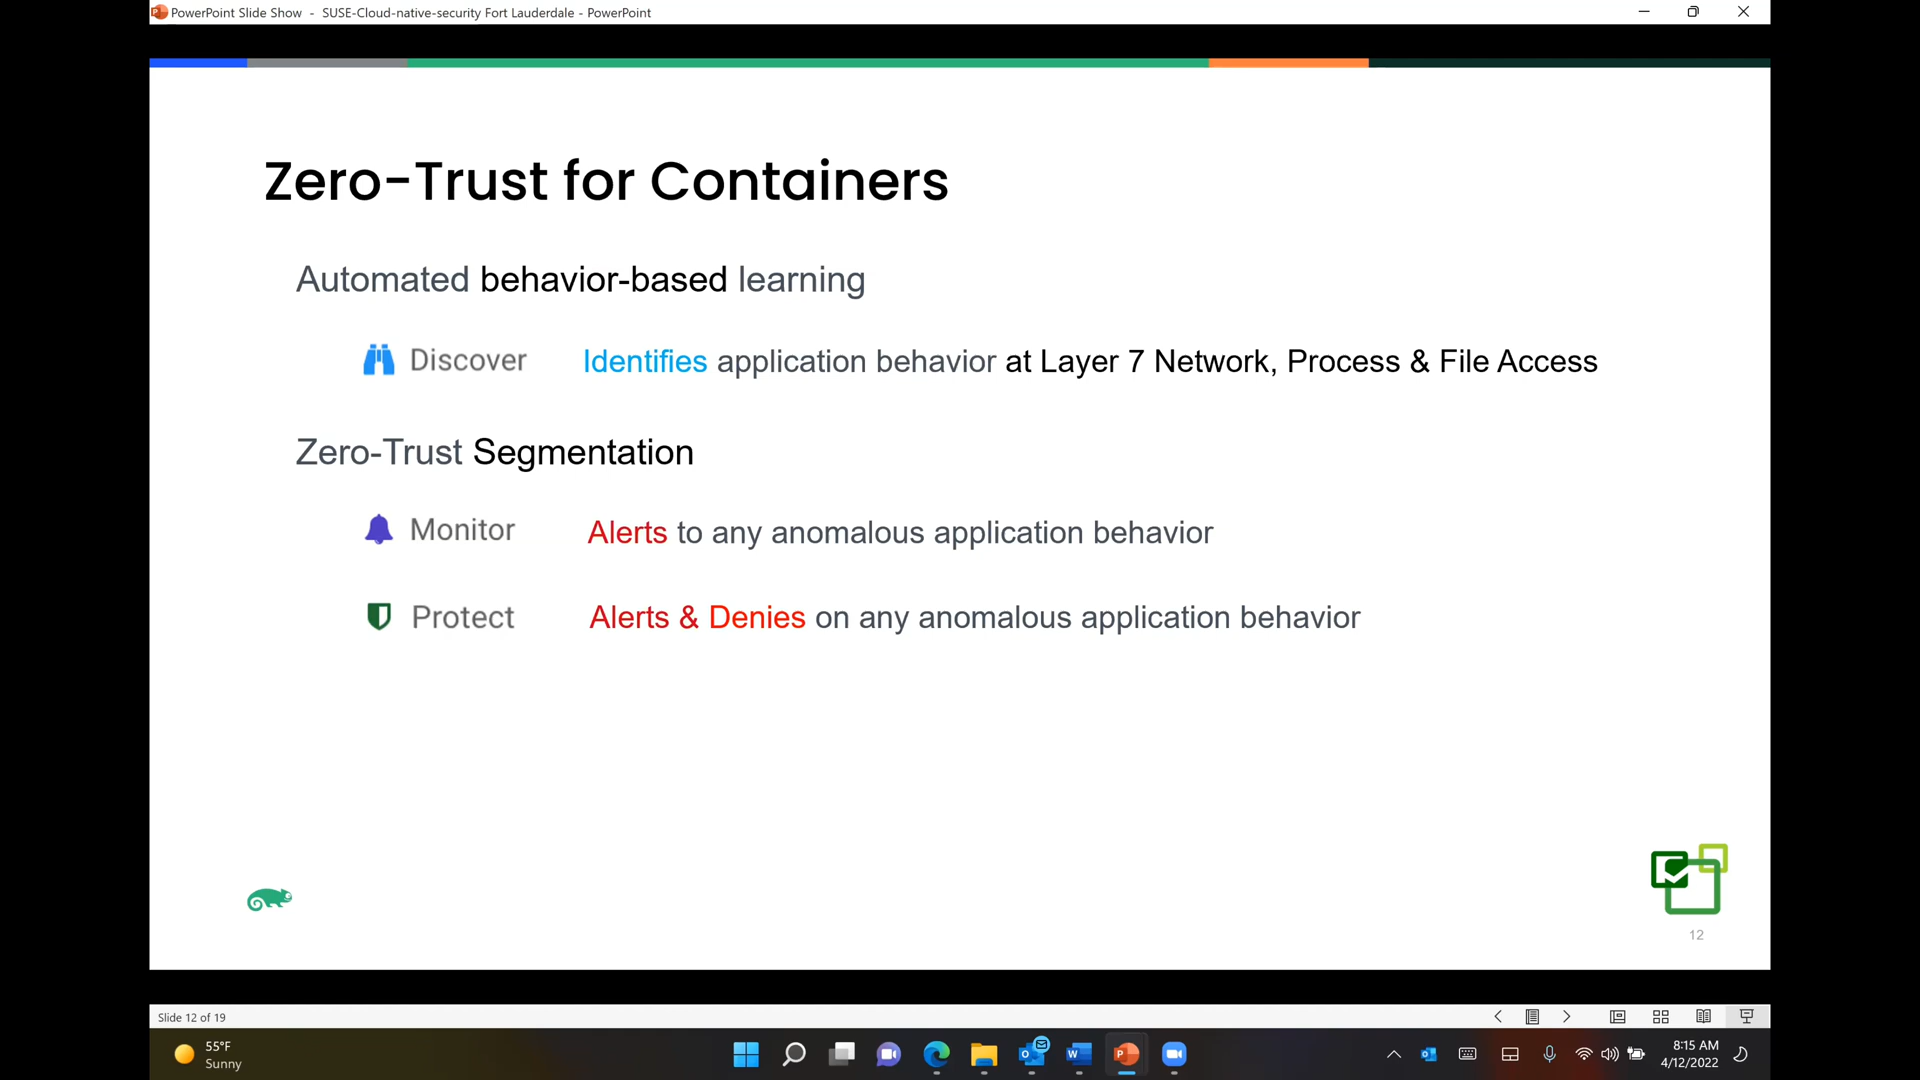 PowerPoint Slide Show - SUSE-Cloud-native-security Fort Lauderdale - PowerPoint
Zero-Trust for Containers
Automated behavior-based learning
Discover Identifies application behavior at Layer 7 Network, Process & File Access
Zero-Trust Segmentation
Monitor Alerts to any anomalous application behavior
Protect Alerts & Denies on any anomalous application behavior
12
Slide 12 of 19
55°F
Sunny
8:15 AM
4/12/2022